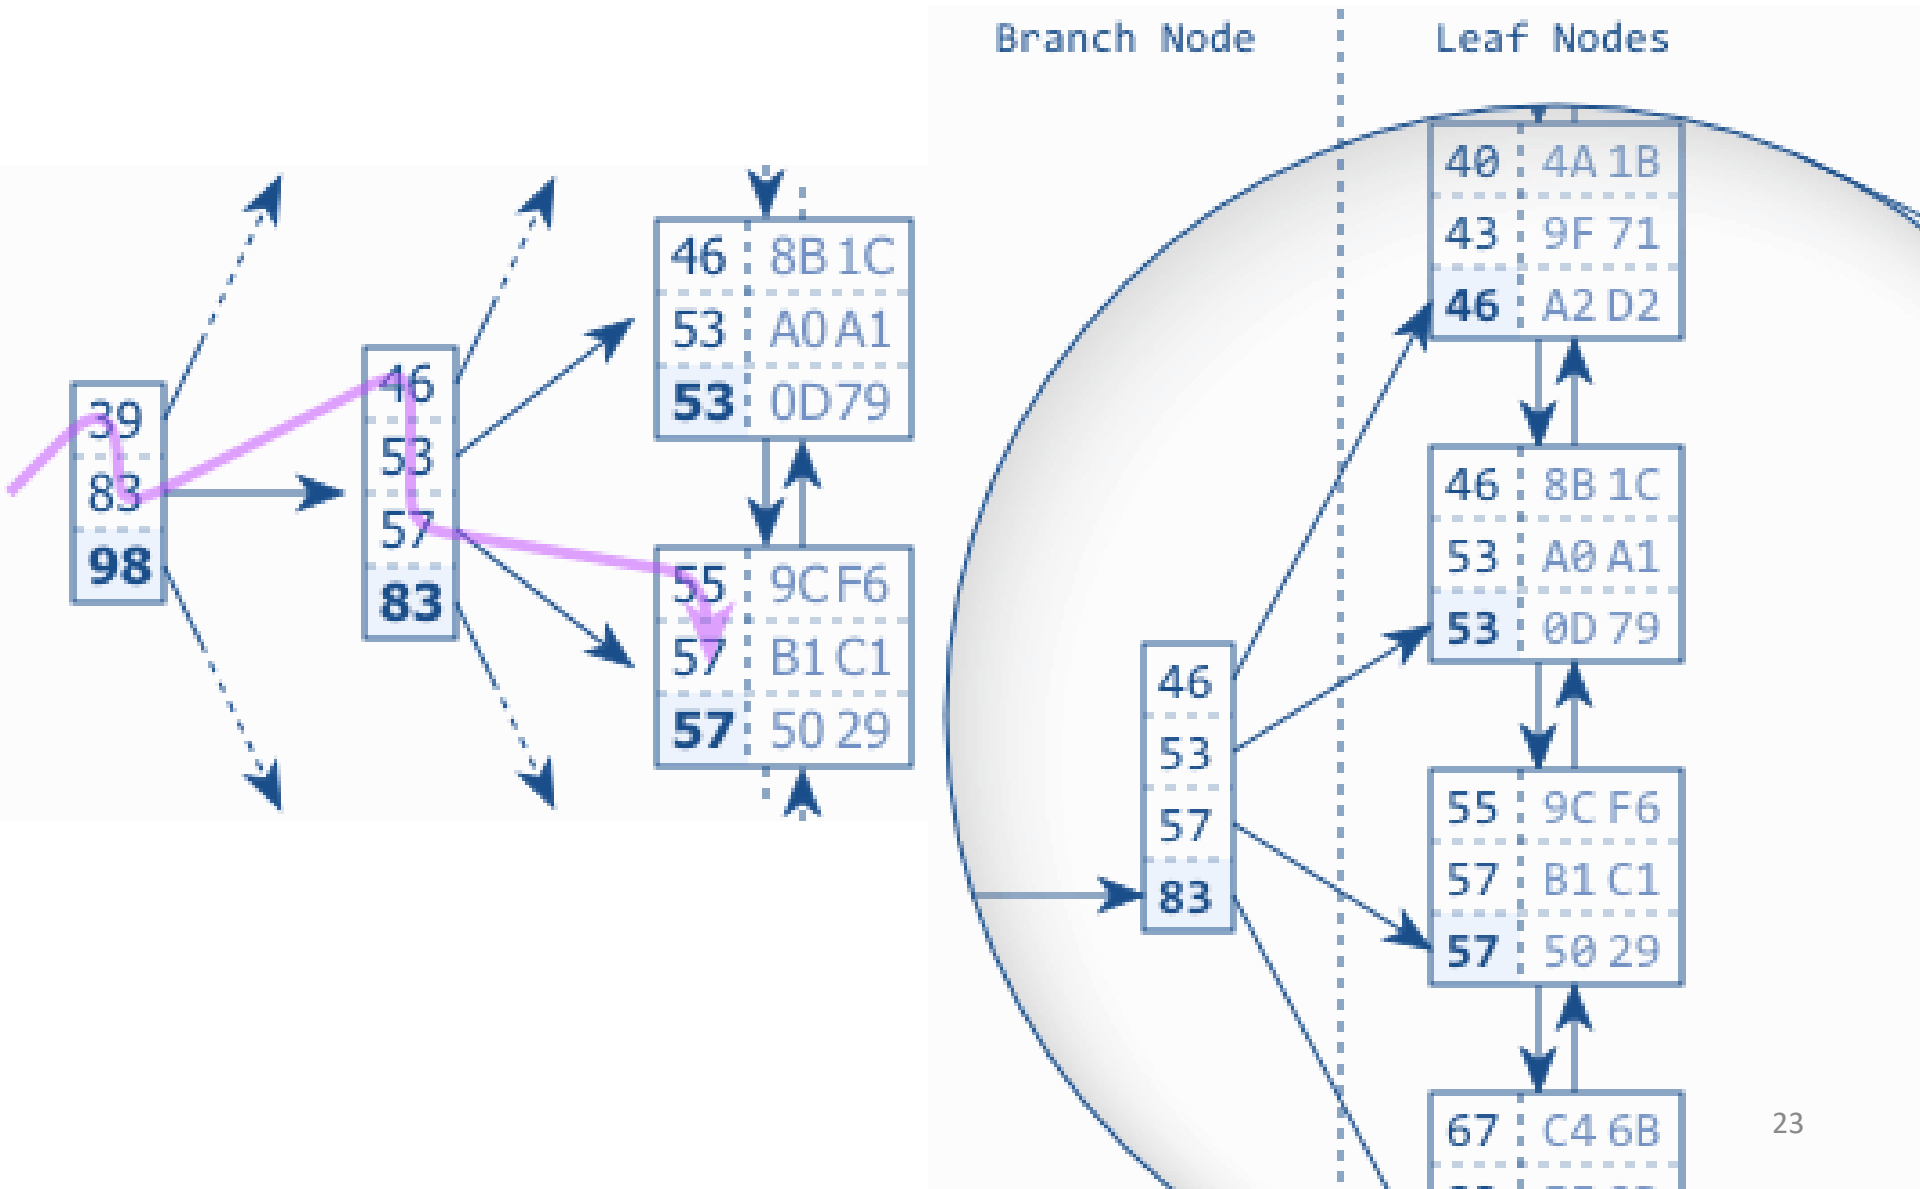 39
83
98
46
53
57
83
46 8B 1C
53 A0 A1
53 0D 79
55 9C F6
57 B1 C1
57 50 29
Branch Node
Leaf Nodes
46
53
57
83
40 4A 1B
43 9F 71
46 A2 D2
46 8B 1C
53 A0 A1
53 0D 79
55 9C F6
57 B1 C1
57 50 29
67 C4 6B
23